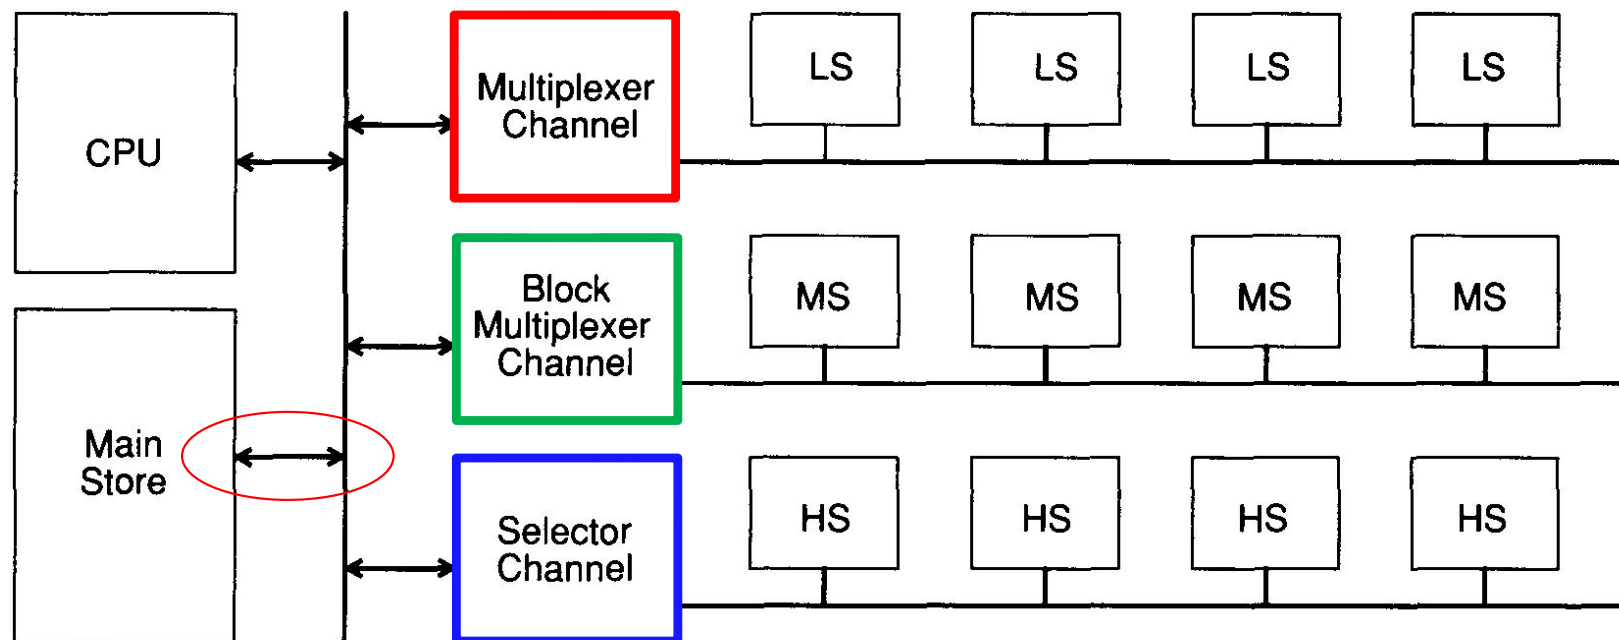 CPU
Main
Store
Multiplexer
Channel
LS
LS
LS
LS
Block
Multiplexer
Channel
MS
MS
MS
MS
Selector
Channel
HS
HS
HS
HS